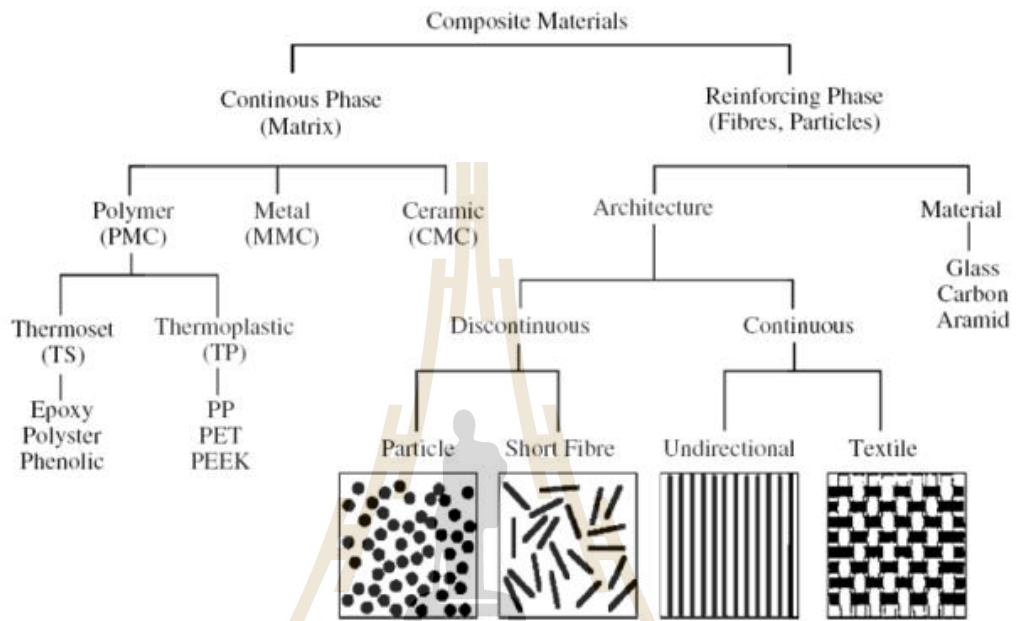 Composite Materials
Continous Phase
(Matrix)
Reinforcing Phase
(Fibres, Particles)
Polymer
(PMC)
Metal
(MMC)
Ceramic
(CMC)
Architecture
Material
Glass
Carbon
Aramid
Thermoset
(TS)
Thermoplastic
(TP)
Discontinuous
Continuous
Epoxy
Polyster
Phenolic
PP
PET
PEEK
Particle
Short Fibre
Undirectional
Textile